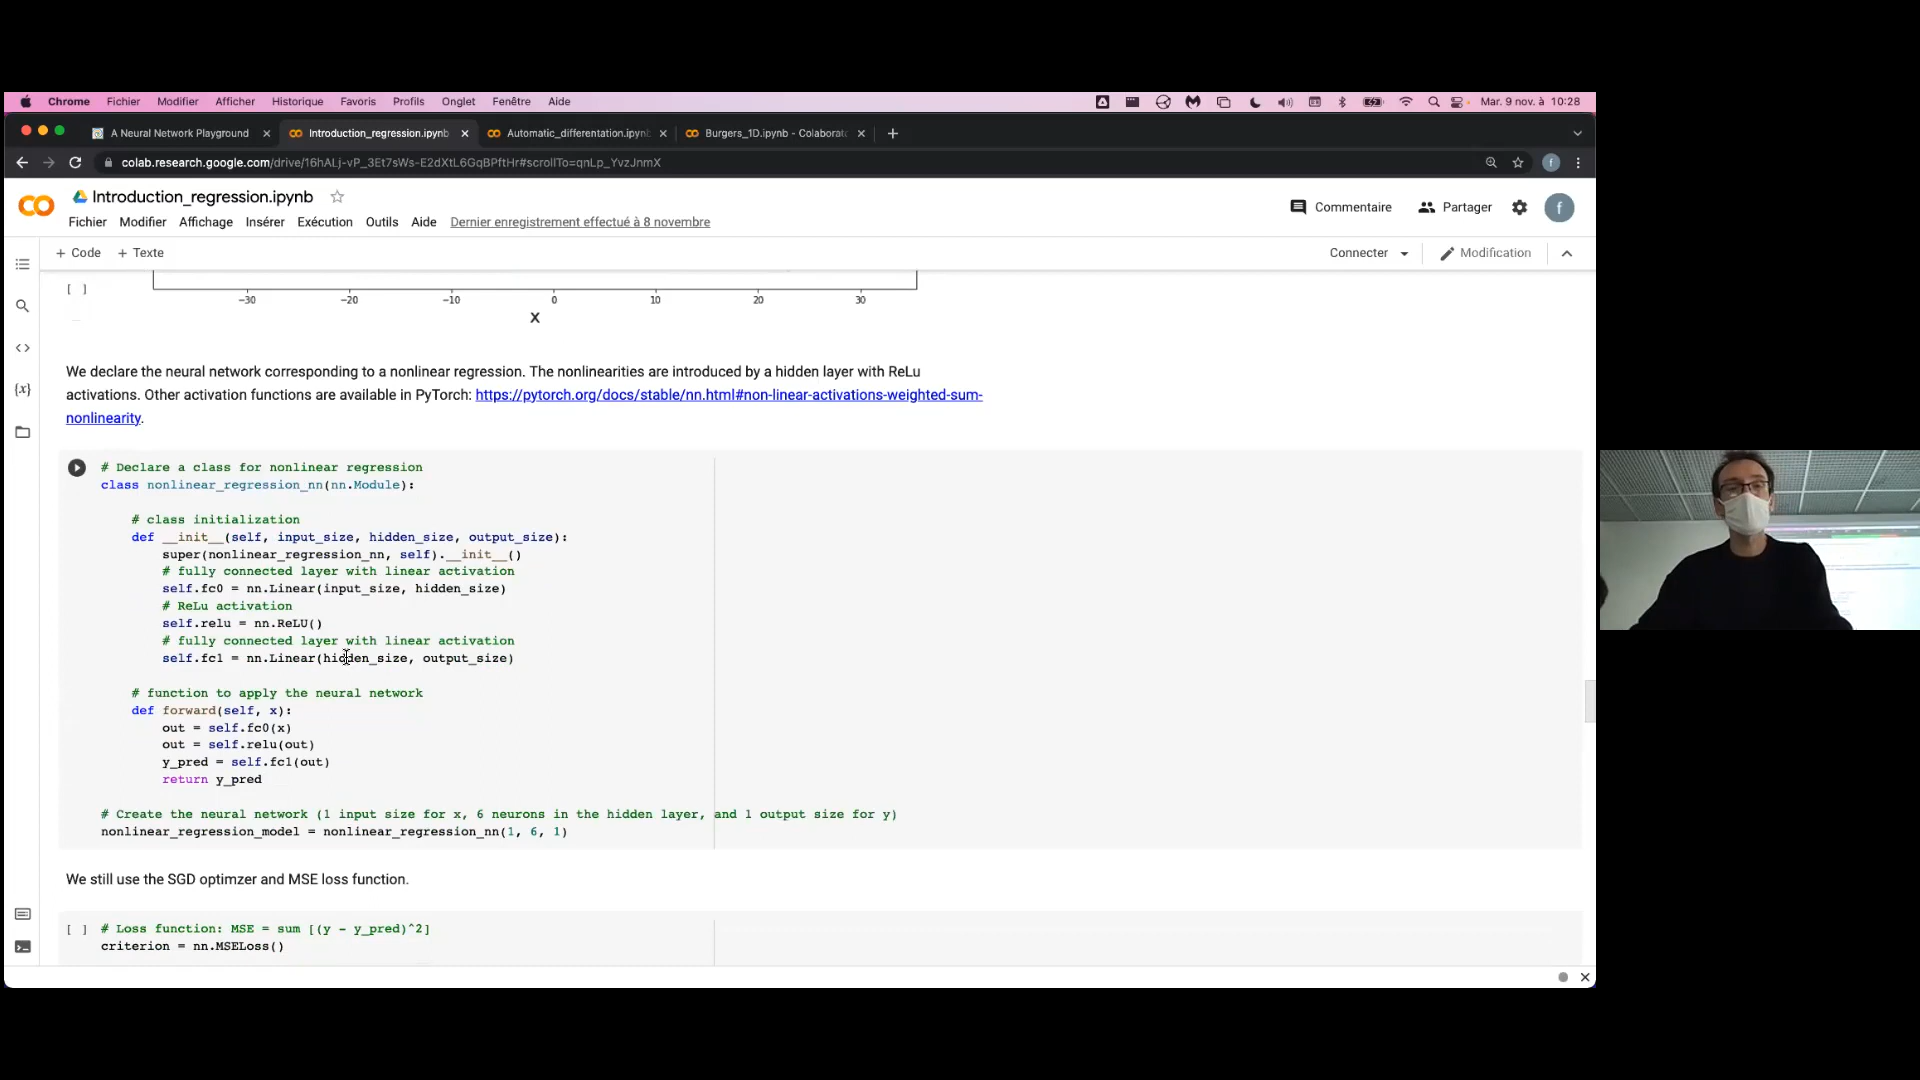 Chrome Fichier Modifier Afficher Historique Favoris Profils Onglet Fenêtre Aide Mar. 9 nov. à 10:28
A Neural Network Playground Introduction_regression.ipynb Automatic_differentation.ipynb Burgers_1D.ipynb - Colaborato
colab.research.google.com/drive/16hALj-vP_3Et7sWs-E2dXtL6GqBPftHr#scrollTo=qnLp_YvzJnmX f
Introduction_regression.ipynb
Commentaire Partager f
Fichier Modifier Affichage Insérer Exécution Outils Aide Dernier enregistrement effectué à 8 novembre
+ Code + Texte Connecter Modification
[ ]
−30 −20 −10 0 10 20 30
X
{x}
We declare the neural network corresponding to a nonlinear regression. The nonlinearities are introduced by a hidden layer with ReLu
activations. Other activation functions are available in PyTorch: https://pytorch.org/docs/stable/nn.html#non-linear-activations-weighted-sum-
nonlinearity.
# Declare a class for nonlinear regression
class nonlinear_regression_nn(nn.Module):
# class initialization
def __init__(self, input_size, hidden_size, output_size):
super(nonlinear_regression_nn, self).__init__()
# fully connected layer with linear activation
self.fc0 = nn.Linear(input_size, hidden_size)
# ReLu activation
self.relu = nn.ReLU()
# fully connected layer with linear activation
self.fc1 = nn.Linear(hidden_size, output_size)
# function to apply the neural network
def forward(self, x):
out = self.fc0(x)
out = self.relu(out)
y_pred = self.fc1(out)
return y_pred
# Create the neural network (1 input size for x, 6 neurons in the hidden layer, and 1 output size for y)
nonlinear_regression_model = nonlinear_regression_nn(1, 6, 1)
We still use the SGD optimzer and MSE loss function.
[ ] # Loss function: MSE = sum [(y - y_pred)^2]
criterion = nn.MSELoss()